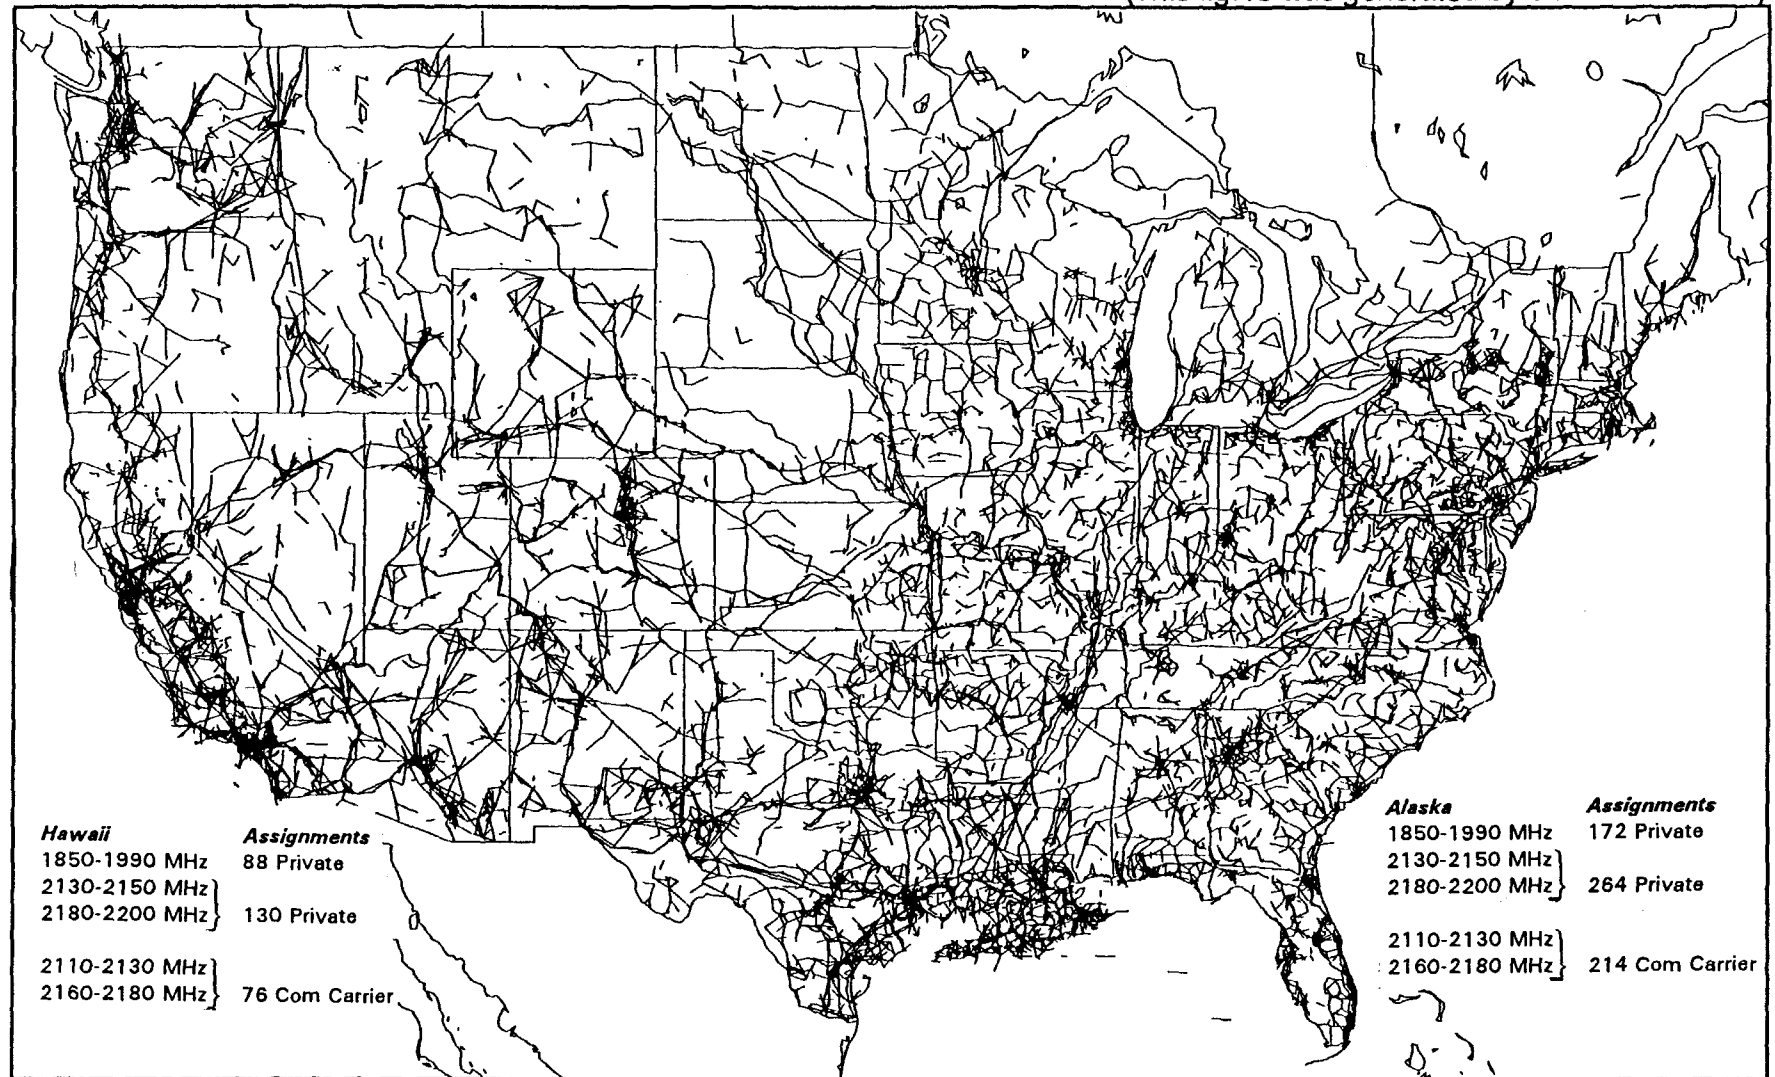 Hawaii Assignments
1850-1990 MHz 88 Private
2130-2150 MHz
2180-2200 MHz 130 Private
2110-2130 MHz
2160-2180 MHz 76 Com Carrier
Alaska Assignments
1850-1990 MHz 172 Private
2130-2150 MHz
2180-2200 MHz 264 Private
2110-2130 MHz
2160-2180 MHz 214 Com Carrier